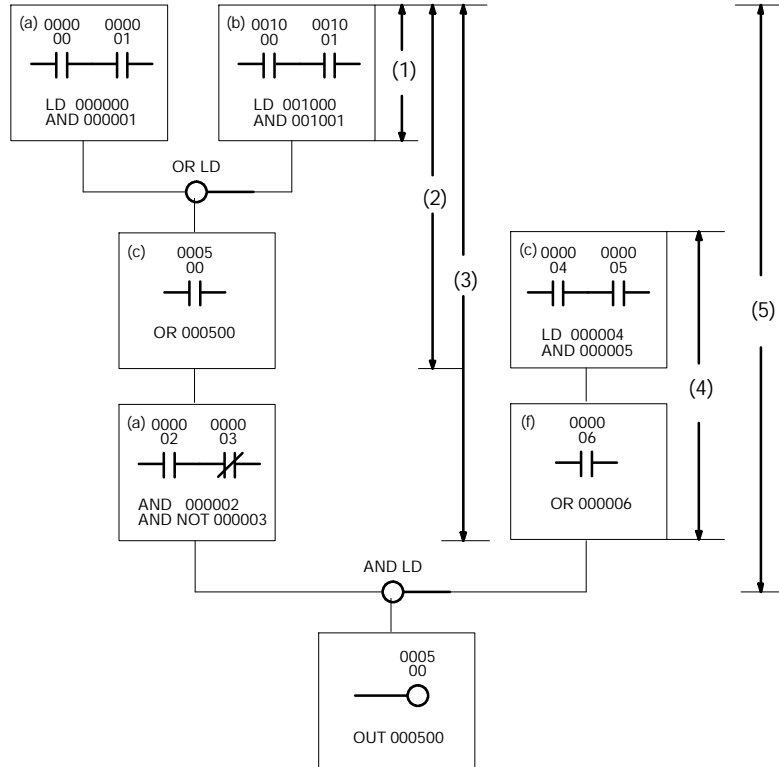 (a) 0000 0000
00 01
LD 000000
AND 000001
(b) 0010 0010
00 01
LD 001000
AND 001001
(1)
OR LD
(2)
(c) 0005
00
OR 000500
(3)
(c) 0000 0000
04 05
LD 000004
AND 000005
(5)
(4)
(a) 0000 0000
02 03
AND 000002
AND NOT 000003
(f) 0000
06
OR 000006
AND LD
0005
00
OUT 000500